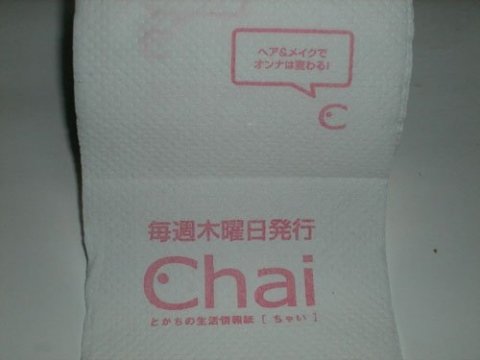 ヘア&メイクで
オンナは変わる!
毎週木曜日発行
Chai
とかちの生活情報誌 [ ちゃい ]